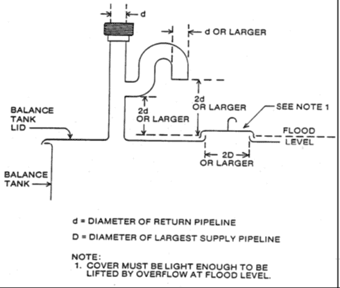 d
d OR LARGER
2d
OR LARGER
2d
OR LARGER
SEE NOTE 1
BALANCE
TANK
LID
FLOOD
LEVEL
2D
OR LARGER
BALANCE
TANK
d = DIAMETER OF RETURN PIPELINE
D = DIAMETER OF LARGEST SUPPLY PIPELINE
NOTE:
1. COVER MUST BE LIGHT ENOUGH TO BE
LIFTED BY OVERFLOW AT FLOOD LEVEL.